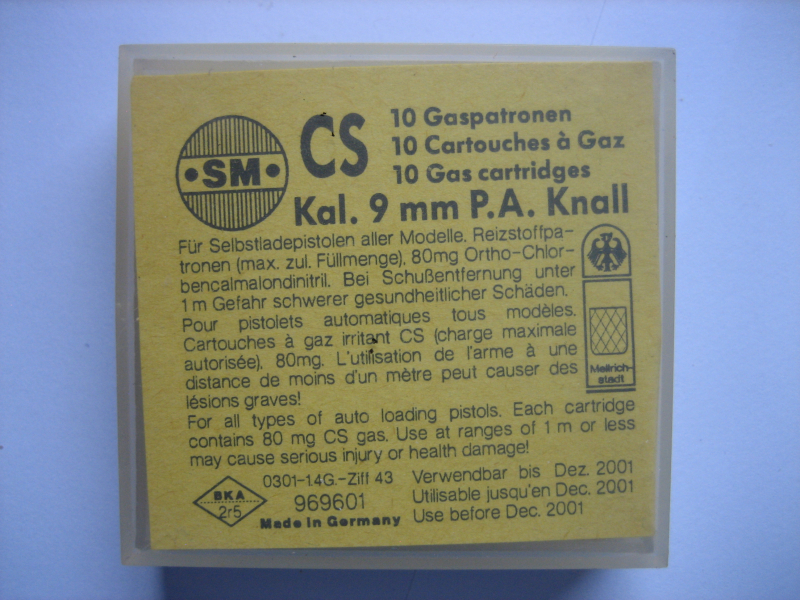 •SM•
CS
10 Gaspatronen
10 Cartouches à Gaz
10 Gas cartridges
Kal. 9 mm P.A. Knall
Für Selbstladepistolen aller Modelle. Reizstoffpa-
tronen (max. zul. Füllmenge), 80mg Ortho-Chlor-
bencalmalondinitril. Bei Schußentfernung unter
1 m Gefahr schwerer gesundheitlicher Schäden.
Pour pistolets automatiques tous modèles.
Cartouches à gaz irritant CS (charge maximale
autorisée), 80mg. L'utilisation de l'arme à une
distance de moins d'un mètre peut causer des
lésions graves!
For all types of auto loading pistols. Each cartridge
contains 80 mg CS gas. Use at ranges of 1 m or less
may cause serious injury or health damage!
Mellrich-
stadt
BKA
2r5
0301-1.4G.-Ziff 43
969601
Made in Germany
Verwendbar bis Dez. 2001
Utilisable jusqu'en Dec. 2001
Use before Dec. 2001